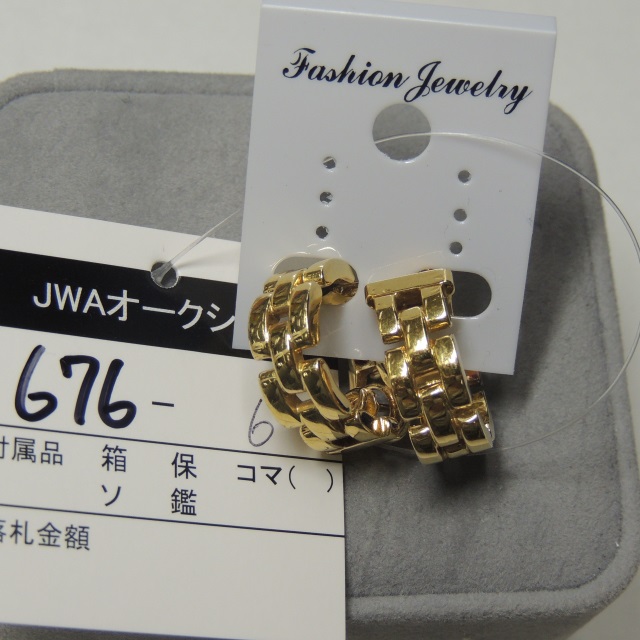 Fashion Jewelry
JWAオークシ
676- 6
付属品 箱 保 コマ( )
ソ 鑑
落札金額